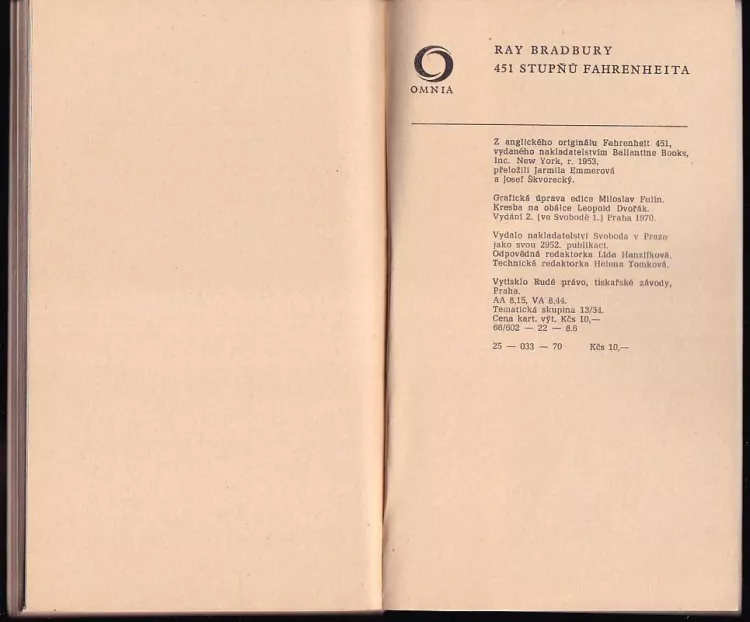 RAY BRADBURY
451 STUPŇŮ FAHRENHEITA
OMNIA
Z anglického originálu Fahrenheit 451,
vydaného nakladatelstvím Ballantine Books,
Inc. New York, r. 1953,
přeložili Jarmila Emmerová
a Josef Škvorecký.
Grafická úprava edice Miloslav Fulín.
Kresba na obálce Leopold Dvořák.
Vydání 2. (ve Svobodě 1.) Praha 1970.
Vydalo nakladatelství Svoboda v Praze
jako svou 2952. publikaci.
Odpovědná redaktorka Lída Hanzlíková.
Technická redaktorka Helena Tomková.
Vytisklo Rudé právo, tiskařské závody,
Praha.
AA 8,15, VA 8,44.
Tematická skupina 13/34.
Cena kart. výt. Kčs 10,—
66/602 — 22 — 8.6
25 — 033 — 70 Kčs 10,—